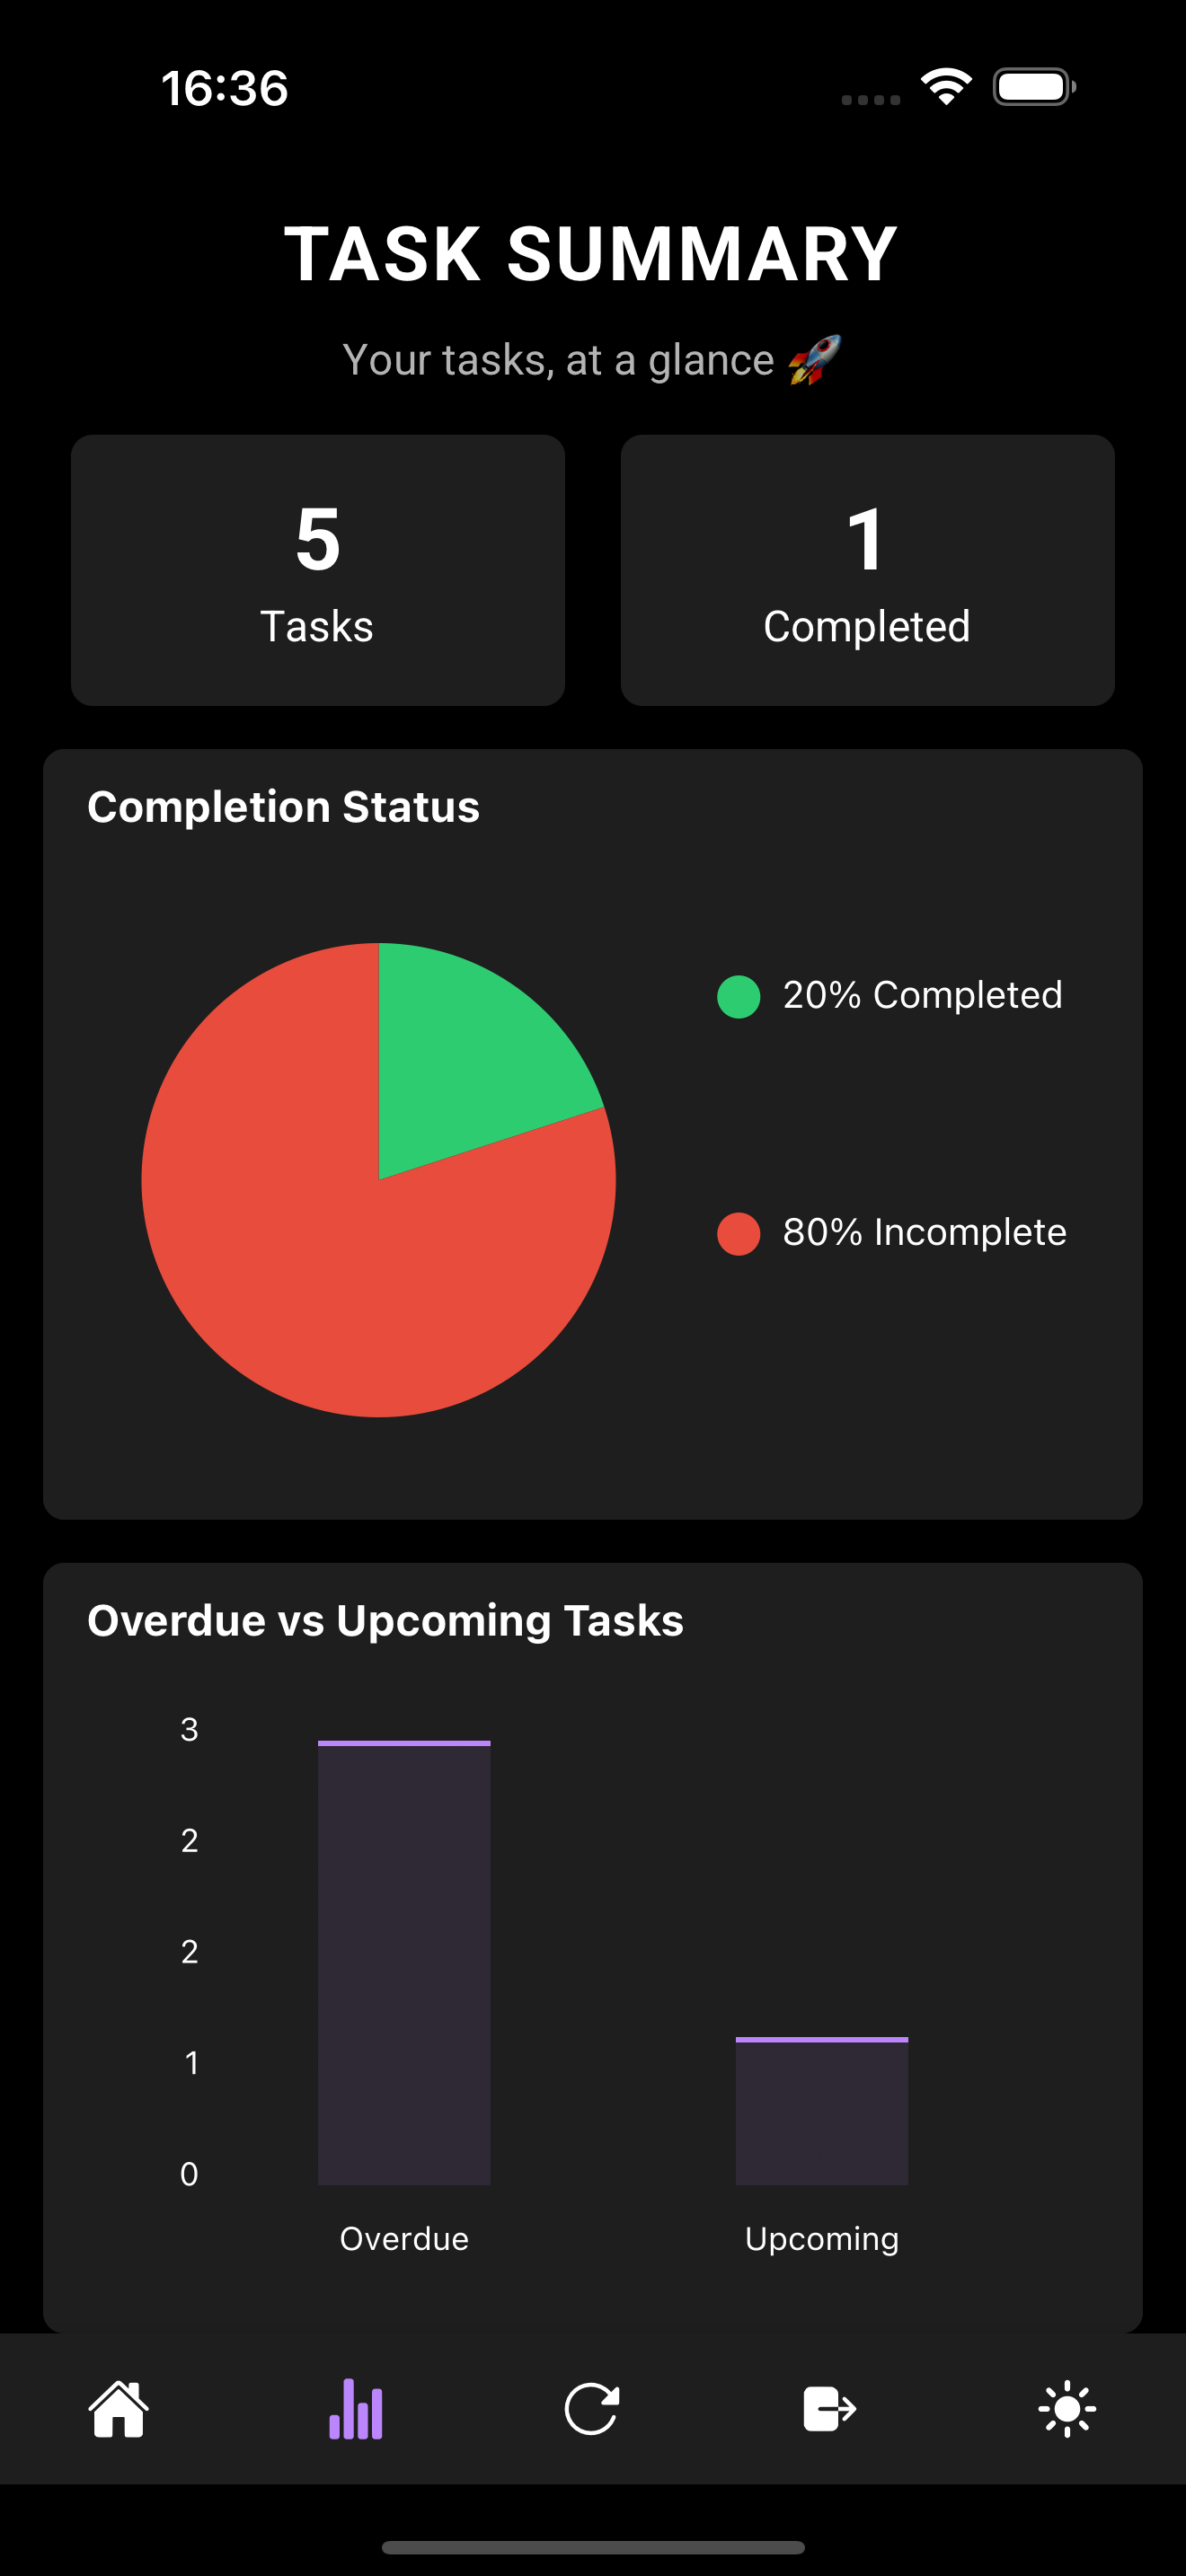 16:36
TASK SUMMARY
Your tasks, at a glance 🚀
5
Tasks
1
Completed
Completion Status
20% Completed
80% Incomplete
Overdue vs Upcoming Tasks
3
2
2
1
0
Overdue
Upcoming